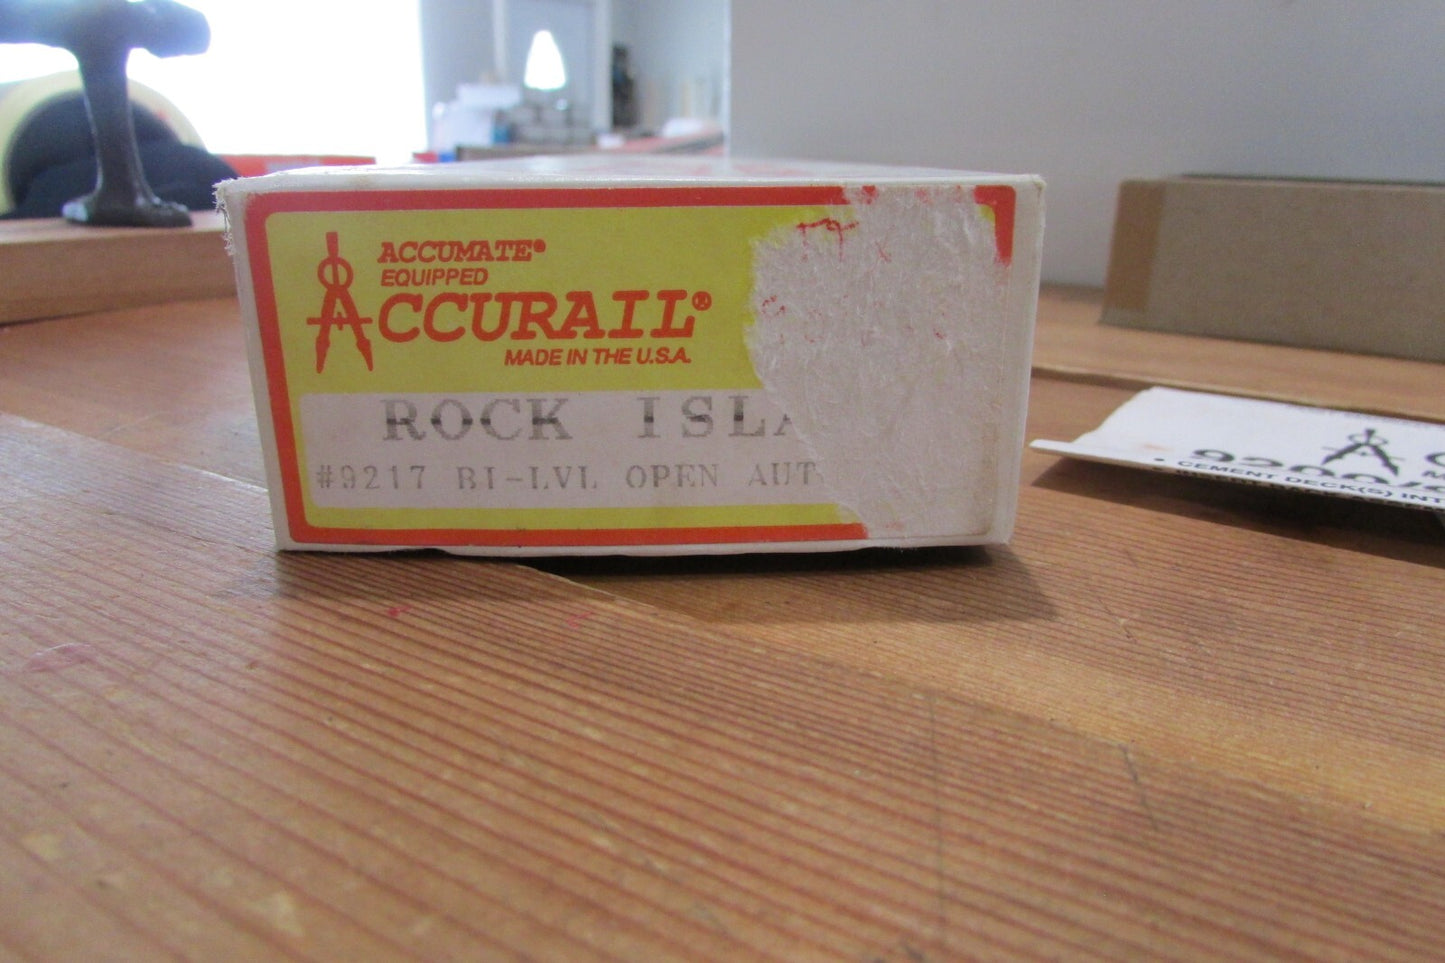 ACCUMATE®
EQUIPPED
ACCURAIL®
MADE IN THE U.S.A.
ROCK ISLA
#9217 BI-LVL OPEN AUT
• CEMENT DECK(S) INT